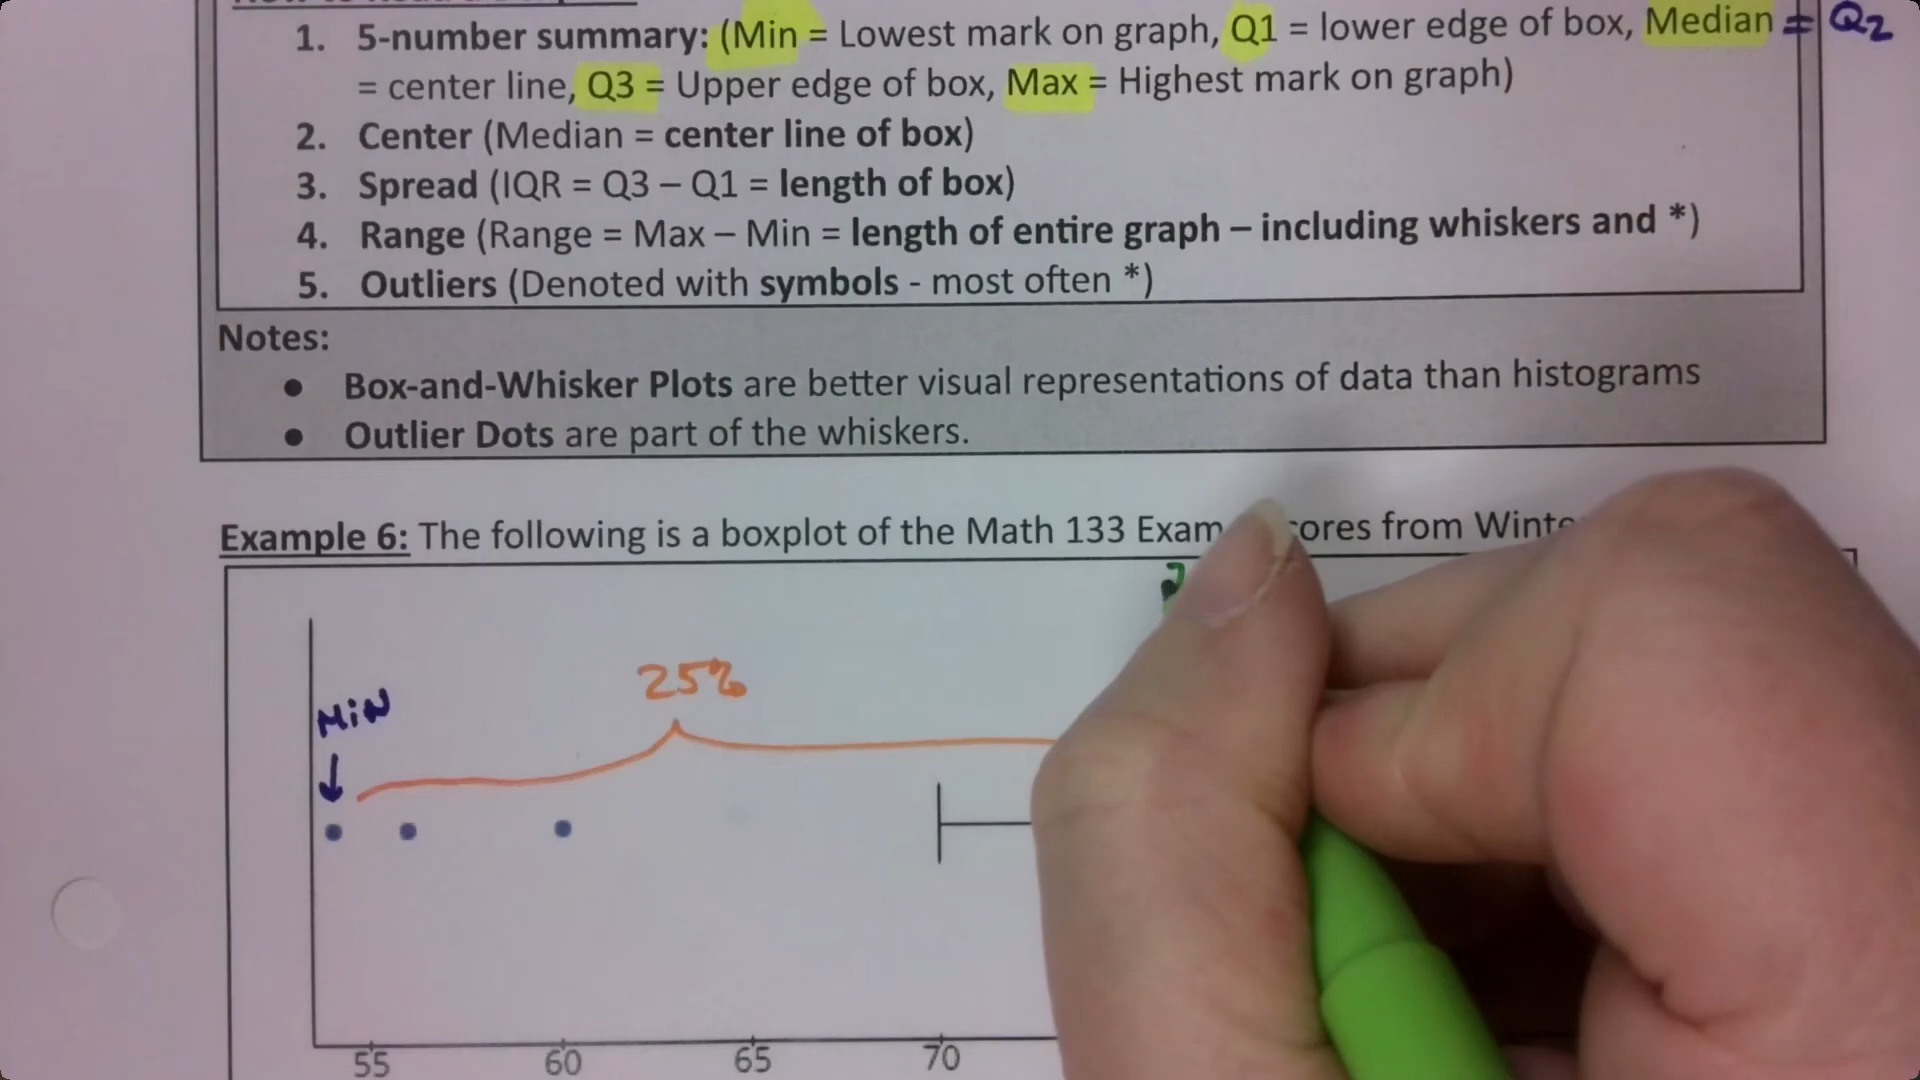 1. 5-number summary: (Min = Lowest mark on graph, Q1 = lower edge of box, Median = Q2
= center line, Q3 = Upper edge of box, Max = Highest mark on graph)
2. Center (Median = center line of box)
3. Spread (IQR = Q3 – Q1 = length of box)
4. Range (Range = Max – Min = length of entire graph – including whiskers and *)
5. Outliers (Denoted with symbols - most often *)
Notes:
● Box-and-Whisker Plots are better visual representations of data than histograms
● Outlier Dots are part of the whiskers.
Example 6: The following is a boxplot of the Math 133 Exam cores from Winte
25%
MiN
55 60 65 70